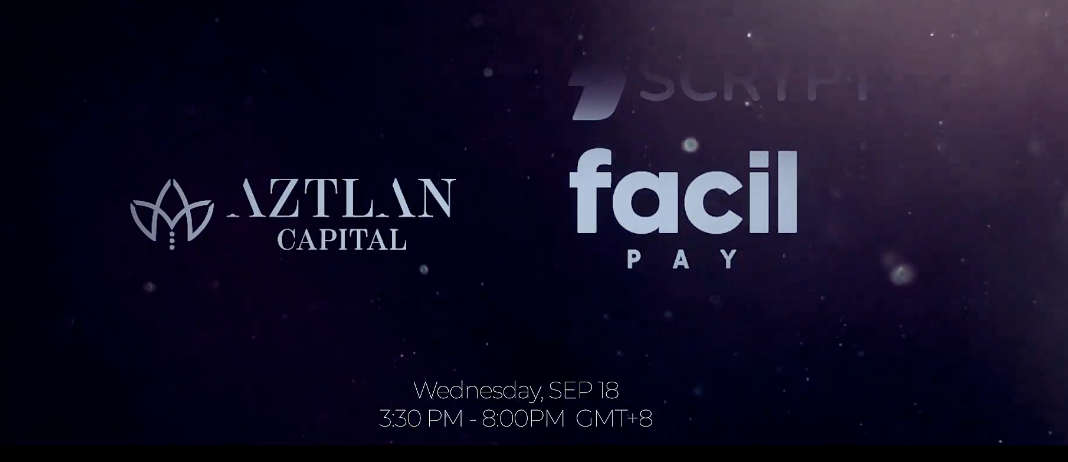 SCRYPT
AZTLAN
CAPITAL
facil
PAY
Wednesday, SEP 18
3:30 PM - 8:00PM GMT+8